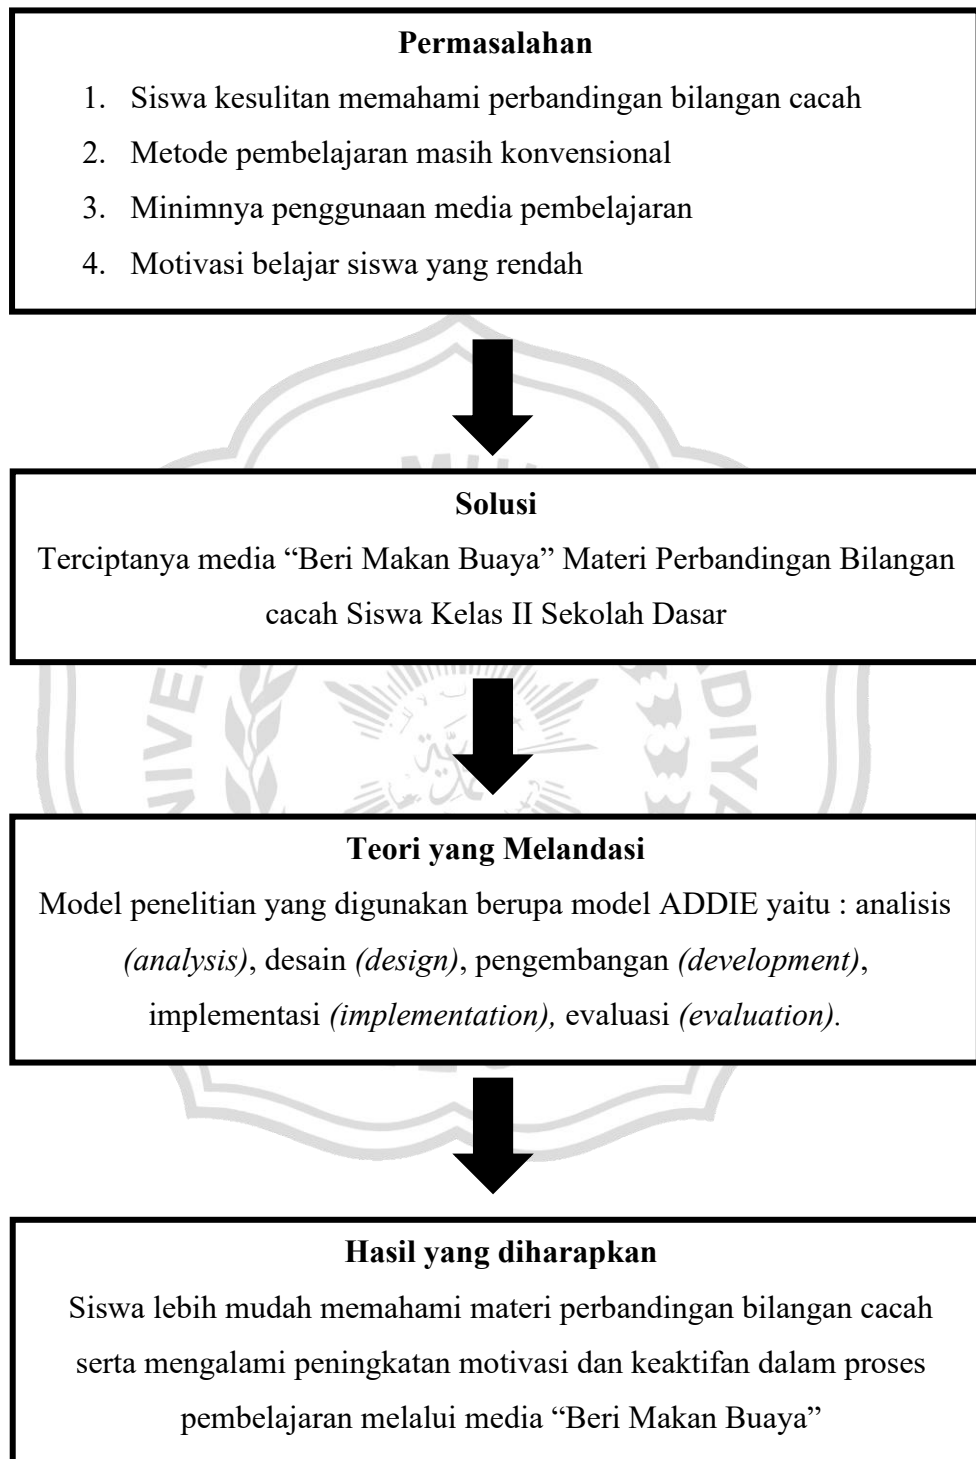 Permasalahan
1. Siswa kesulitan memahami perbandingan bilangan cacah
2. Metode pembelajaran masih konvensional
3. Minimnya penggunaan media pembelajaran
4. Motivasi belajar siswa yang rendah
Solusi
Terciptanya media “Beri Makan Buaya” Materi Perbandingan Bilangan
cacah Siswa Kelas II Sekolah Dasar
Teori yang Melandasi
Model penelitian yang digunakan berupa model ADDIE yaitu : analisis
(analysis), desain (design), pengembangan (development),
implementasi (implementation), evaluasi (evaluation).
Hasil yang diharapkan
Siswa lebih mudah memahami materi perbandingan bilangan cacah
serta mengalami peningkatan motivasi dan keaktifan dalam proses
pembelajaran melalui media “Beri Makan Buaya”